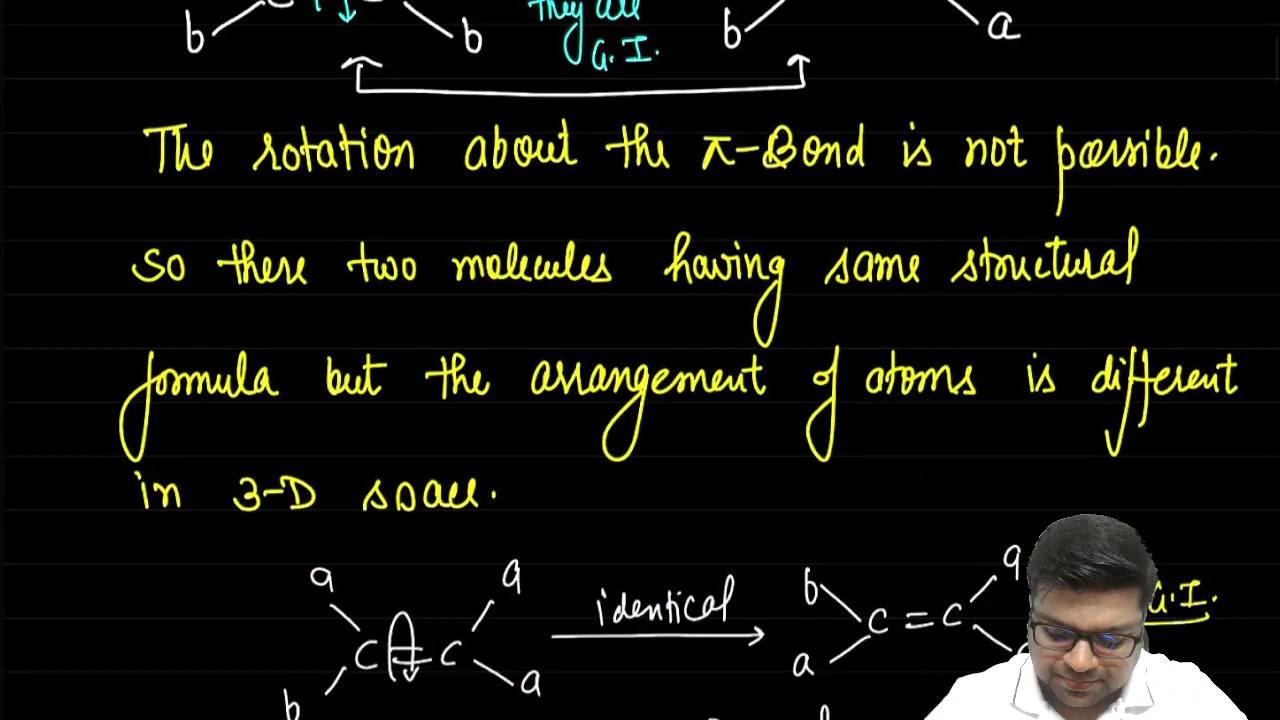 C
b
b
they are
G.I.
b
a
The rotation about the π-Bond is not possible.
so these two molecules having same structural
formula but the arrangement of atoms is different
in 3-D space.
a a identical b a G.I.
C = C C = C
b a a